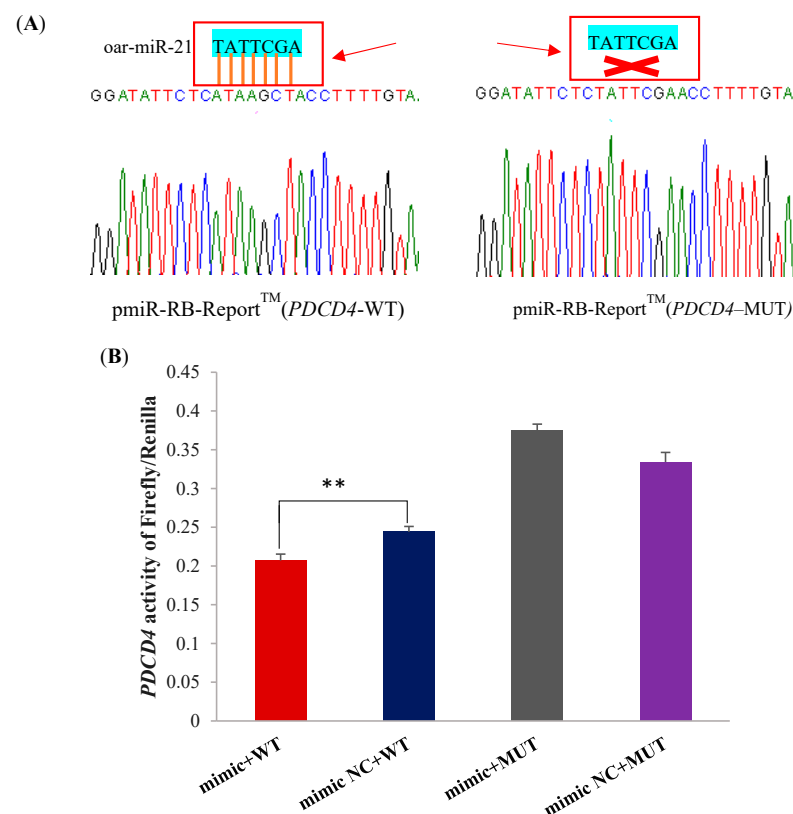 (A)
oar-miR-21 TATTCGA
TATTCGA
GGATATTCTCATAAGCTACCTTTTGTA
GGATATTCTCTATTCGAACCTTTTGTA
pmiR-RB-Report™(PDCD4-WT)
pmiR-RB-Report™(PDCD4–MUT)
(B)
PDCD4 activity of Firefly/Renilla
0.45
0.4
0.35
0.3
0.25
0.2
0.15
0.1
0.05
0
**
mimic+WT
mimic NC+WT
mimic+MUT
mimic NC+MUT